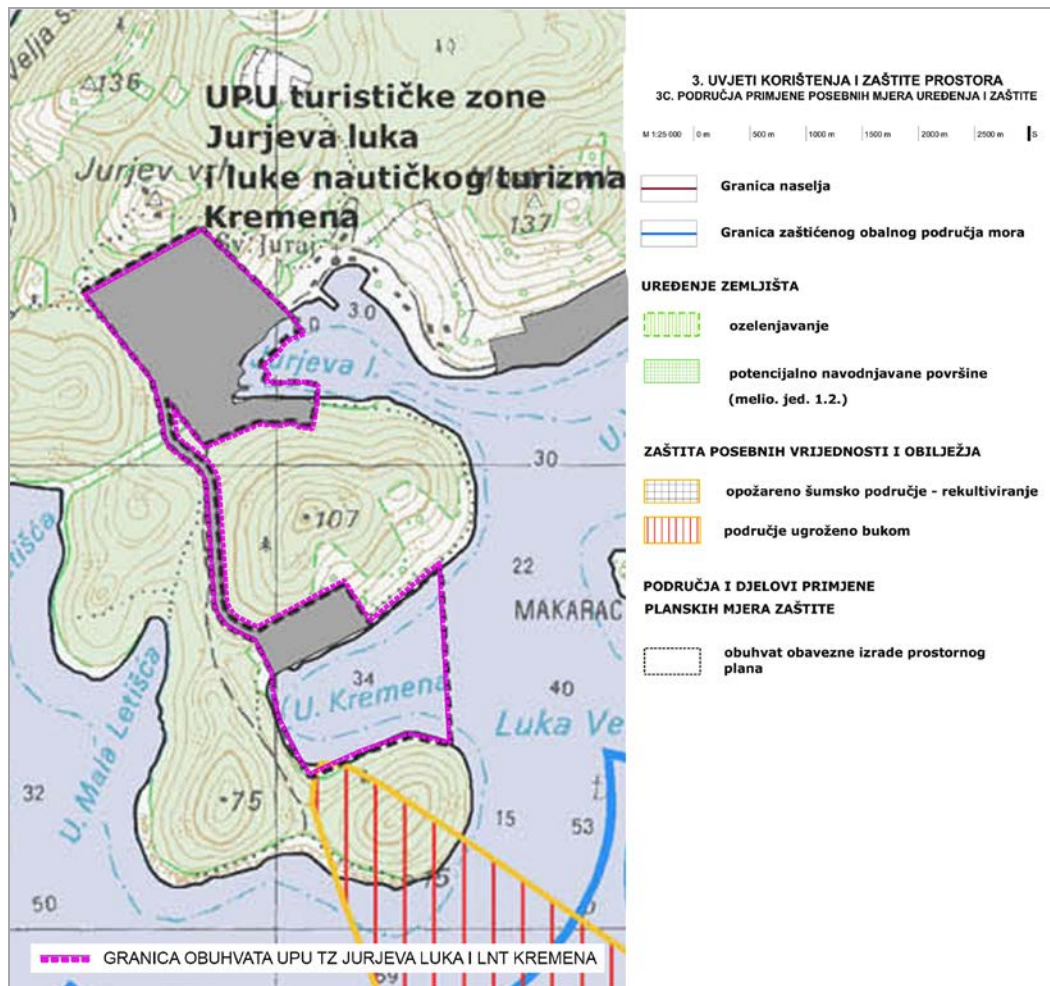 Velja s
136
UPU turističke zone
Jurjeva luka
i luke nautičkog turizma
Kremena
Jurjev vrh
137
Sv. Juraj
3.0
Jurjeva l.
30
107
22
MAKARAC
34
U. Kremena
40
Luka Ve
Letišća
U. Mala Letišća
32
75
15
53
50
GRANICA OBUHVATA UPU TZ JURJEVA LUKA I LNT KREMENA
3. UVJETI KORIŠTENJA I ZAŠTITE PROSTORA
3C. PODRUČJA PRIMJENE POSEBNIH MJERA UREĐENJA I ZAŠTITE
M 1:25 000 0 m 500 m 1000 m 1500 m 2000 m 2500 m S
Granica naselja
Granica zaštićenog obalnog područja mora
UREĐENJE ZEMLJIŠTA
ozelenjavanje
potencijalno navodnjavane površine
(melio. jed. 1.2.)
ZAŠTITA POSEBNIH VRIJEDNOSTI I OBILJEŽJA
opožareno šumsko područje - rekultiviranje
područje ugroženo bukom
PODRUČJA I DJELOVI PRIMJENE
PLANSKIH MJERA ZAŠTITE
obuhvat obavezne izrade prostornog
plana